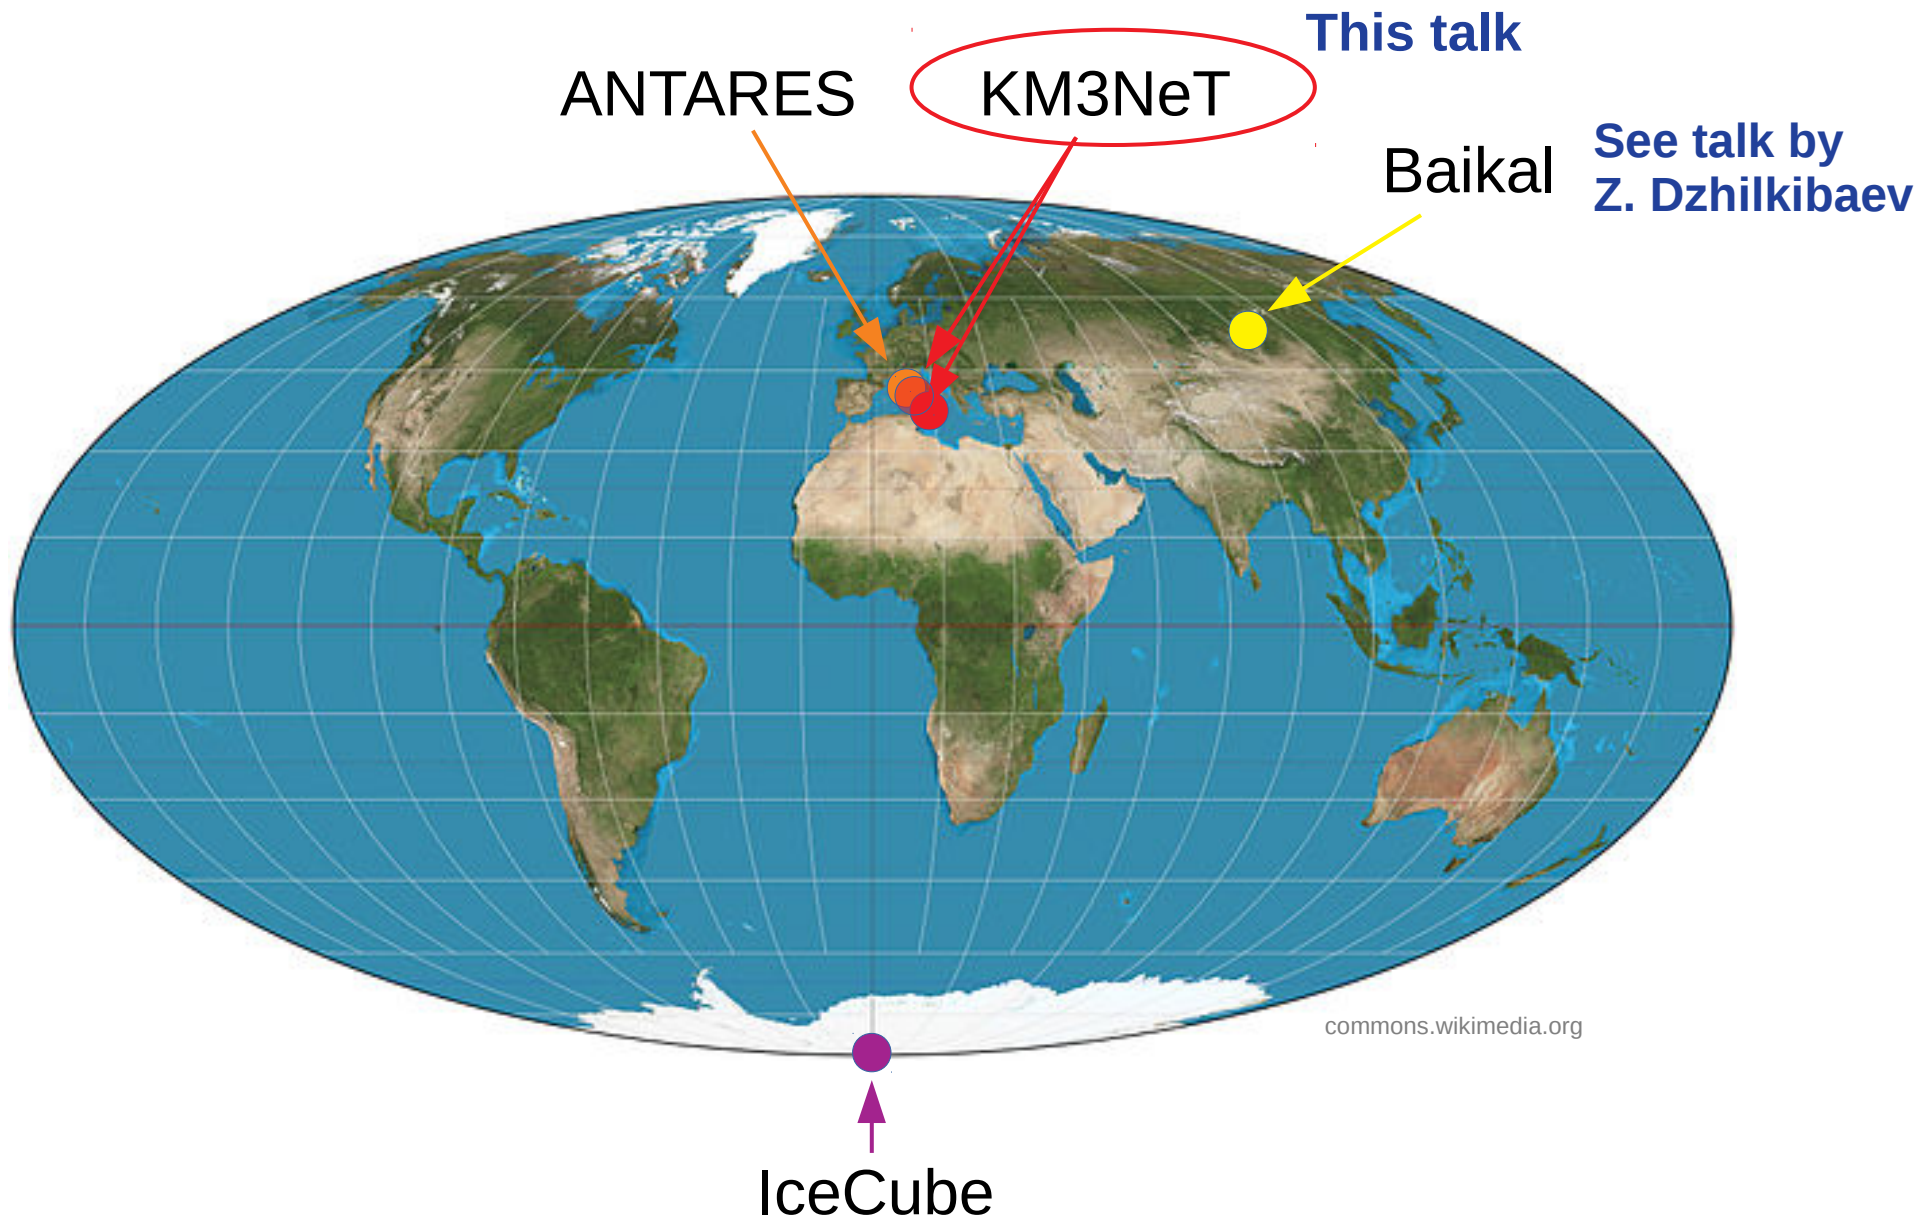 This talk
ANTARES
KM3NeT
Baikal
See talk by
Z. Dzhilkibaev
commons.wikimedia.org
IceCube